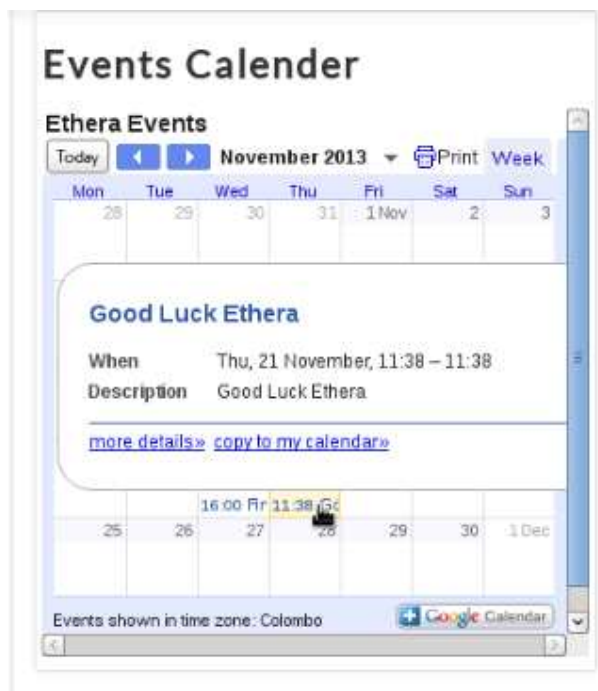 Events Calender
Ethera Events
Today November 2013 Print Week
Mon Tue Wed Thu Fri Sat Sun
28 29 30 31 1 Nov 2 3
Good Luck Ethera
When Thu, 21 November, 11:38 – 11:38
Description Good Luck Ethera
more details» copy to my calendar»
16:00 Fir 11:38 Go
25 26 27 28 29 30 1 Dec
Events shown in time zone: Colombo
Google Calendar